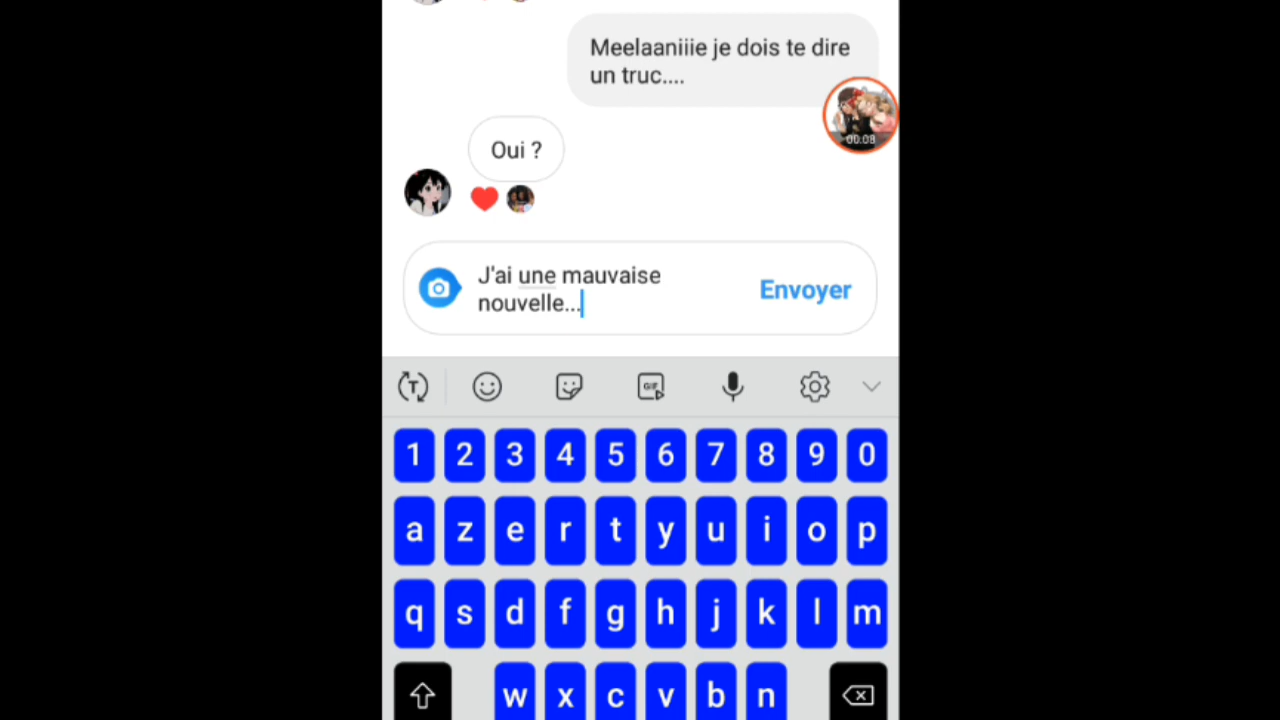 Meelaaniiie je dois te dire
un truc....
00:08
Oui ?
J'ai une mauvaise
nouvelle...
Envoyer
T
GIF
1 2 3 4 5 6 7 8 9 0
a z e r t y u i o p
q s d f g h j k l m
w x c v b n